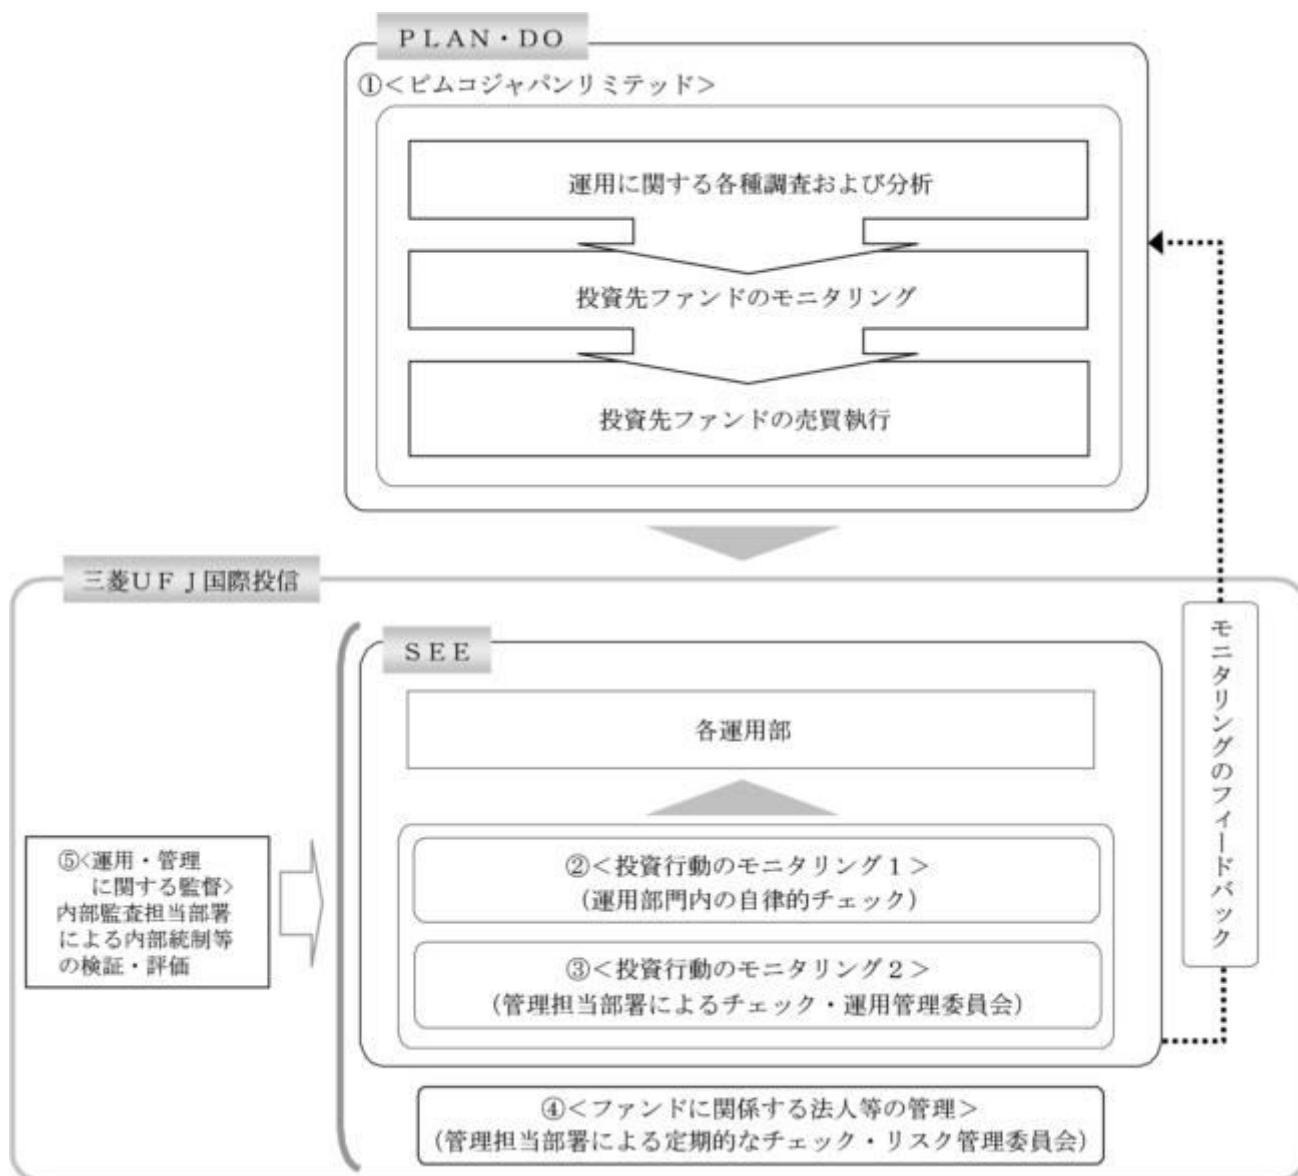 ＰＬＡＮ・ＤＯ
①＜ピムコジャパンリミテッド＞
運用に関する各種調査および分析
投資先ファンドのモニタリング
投資先ファンドの売買執行
三菱ＵＦＪ国際投信
ＳＥＥ
各運用部
②＜投資行動のモニタリング１＞
（運用部門内の自律的チェック）
③＜投資行動のモニタリング２＞
（管理担当部署によるチェック・運用管理委員会）
④＜ファンドに関係する法人等の管理＞
（管理担当部署による定期的なチェック・リスク管理委員会）
⑤<運用・管理
に関する監督>
内部監査担当部署
による内部統制等
の検証・評価
モニタリングのフィードバック